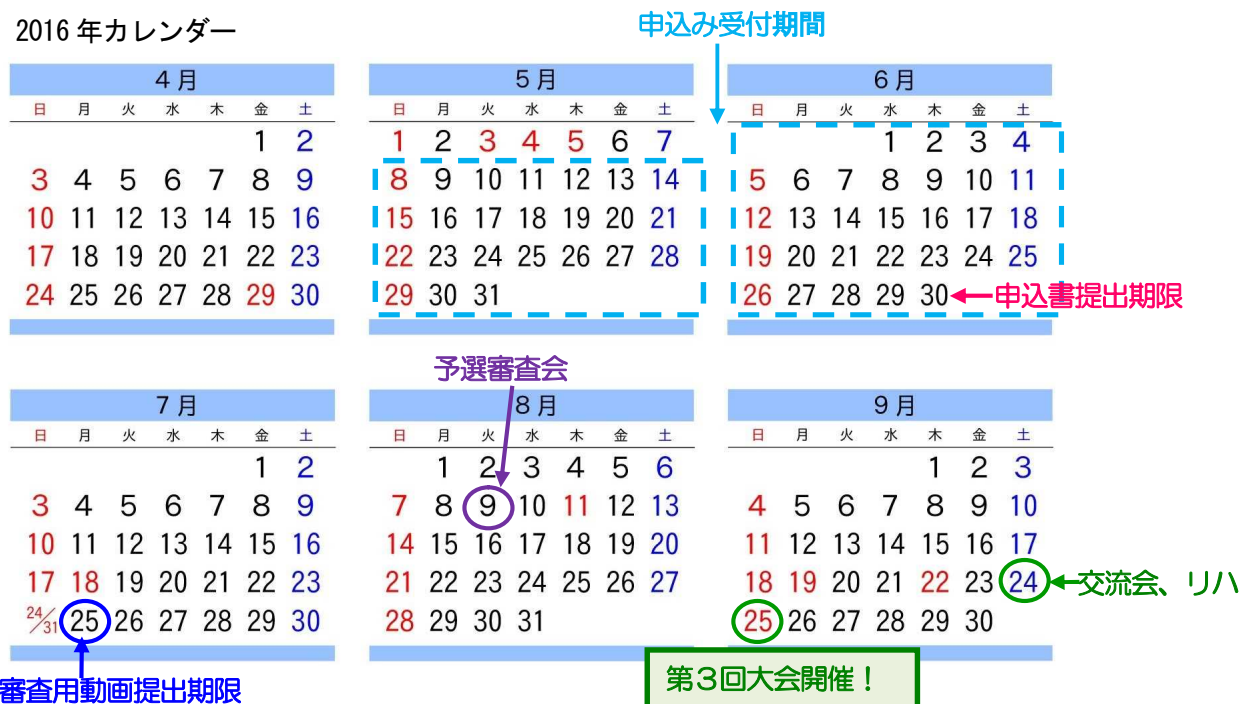 2016 年カレンダー
申込み受付期間
4月
日 月 火 水 木 金 土
1 2
3 4 5 6 7 8 9
10 11 12 13 14 15 16
17 18 19 20 21 22 23
24 25 26 27 28 29 30
5月
日 月 火 水 木 金 土
1 2 3 4 5 6 7
8 9 10 11 12 13 14
15 16 17 18 19 20 21
22 23 24 25 26 27 28
29 30 31
6月
日 月 火 水 木 金 土
1 2 3 4
5 6 7 8 9 10 11
12 13 14 15 16 17 18
19 20 21 22 23 24 25
26 27 28 29 30
申込書提出期限
7月
日 月 火 水 木 金 土
1 2
3 4 5 6 7 8 9
10 11 12 13 14 15 16
17 18 19 20 21 22 23
24/31 25 26 27 28 29 30
審査用動画提出期限
予選審査会
8月
日 月 火 水 木 金 土
1 2 3 4 5 6
7 8 9 10 11 12 13
14 15 16 17 18 19 20
21 22 23 24 25 26 27
28 29 30 31
9月
日 月 火 水 木 金 土
1 2 3
4 5 6 7 8 9 10
11 12 13 14 15 16 17
18 19 20 21 22 23 24
25 26 27 28 29 30
交流会、リハ
第3回大会開催！